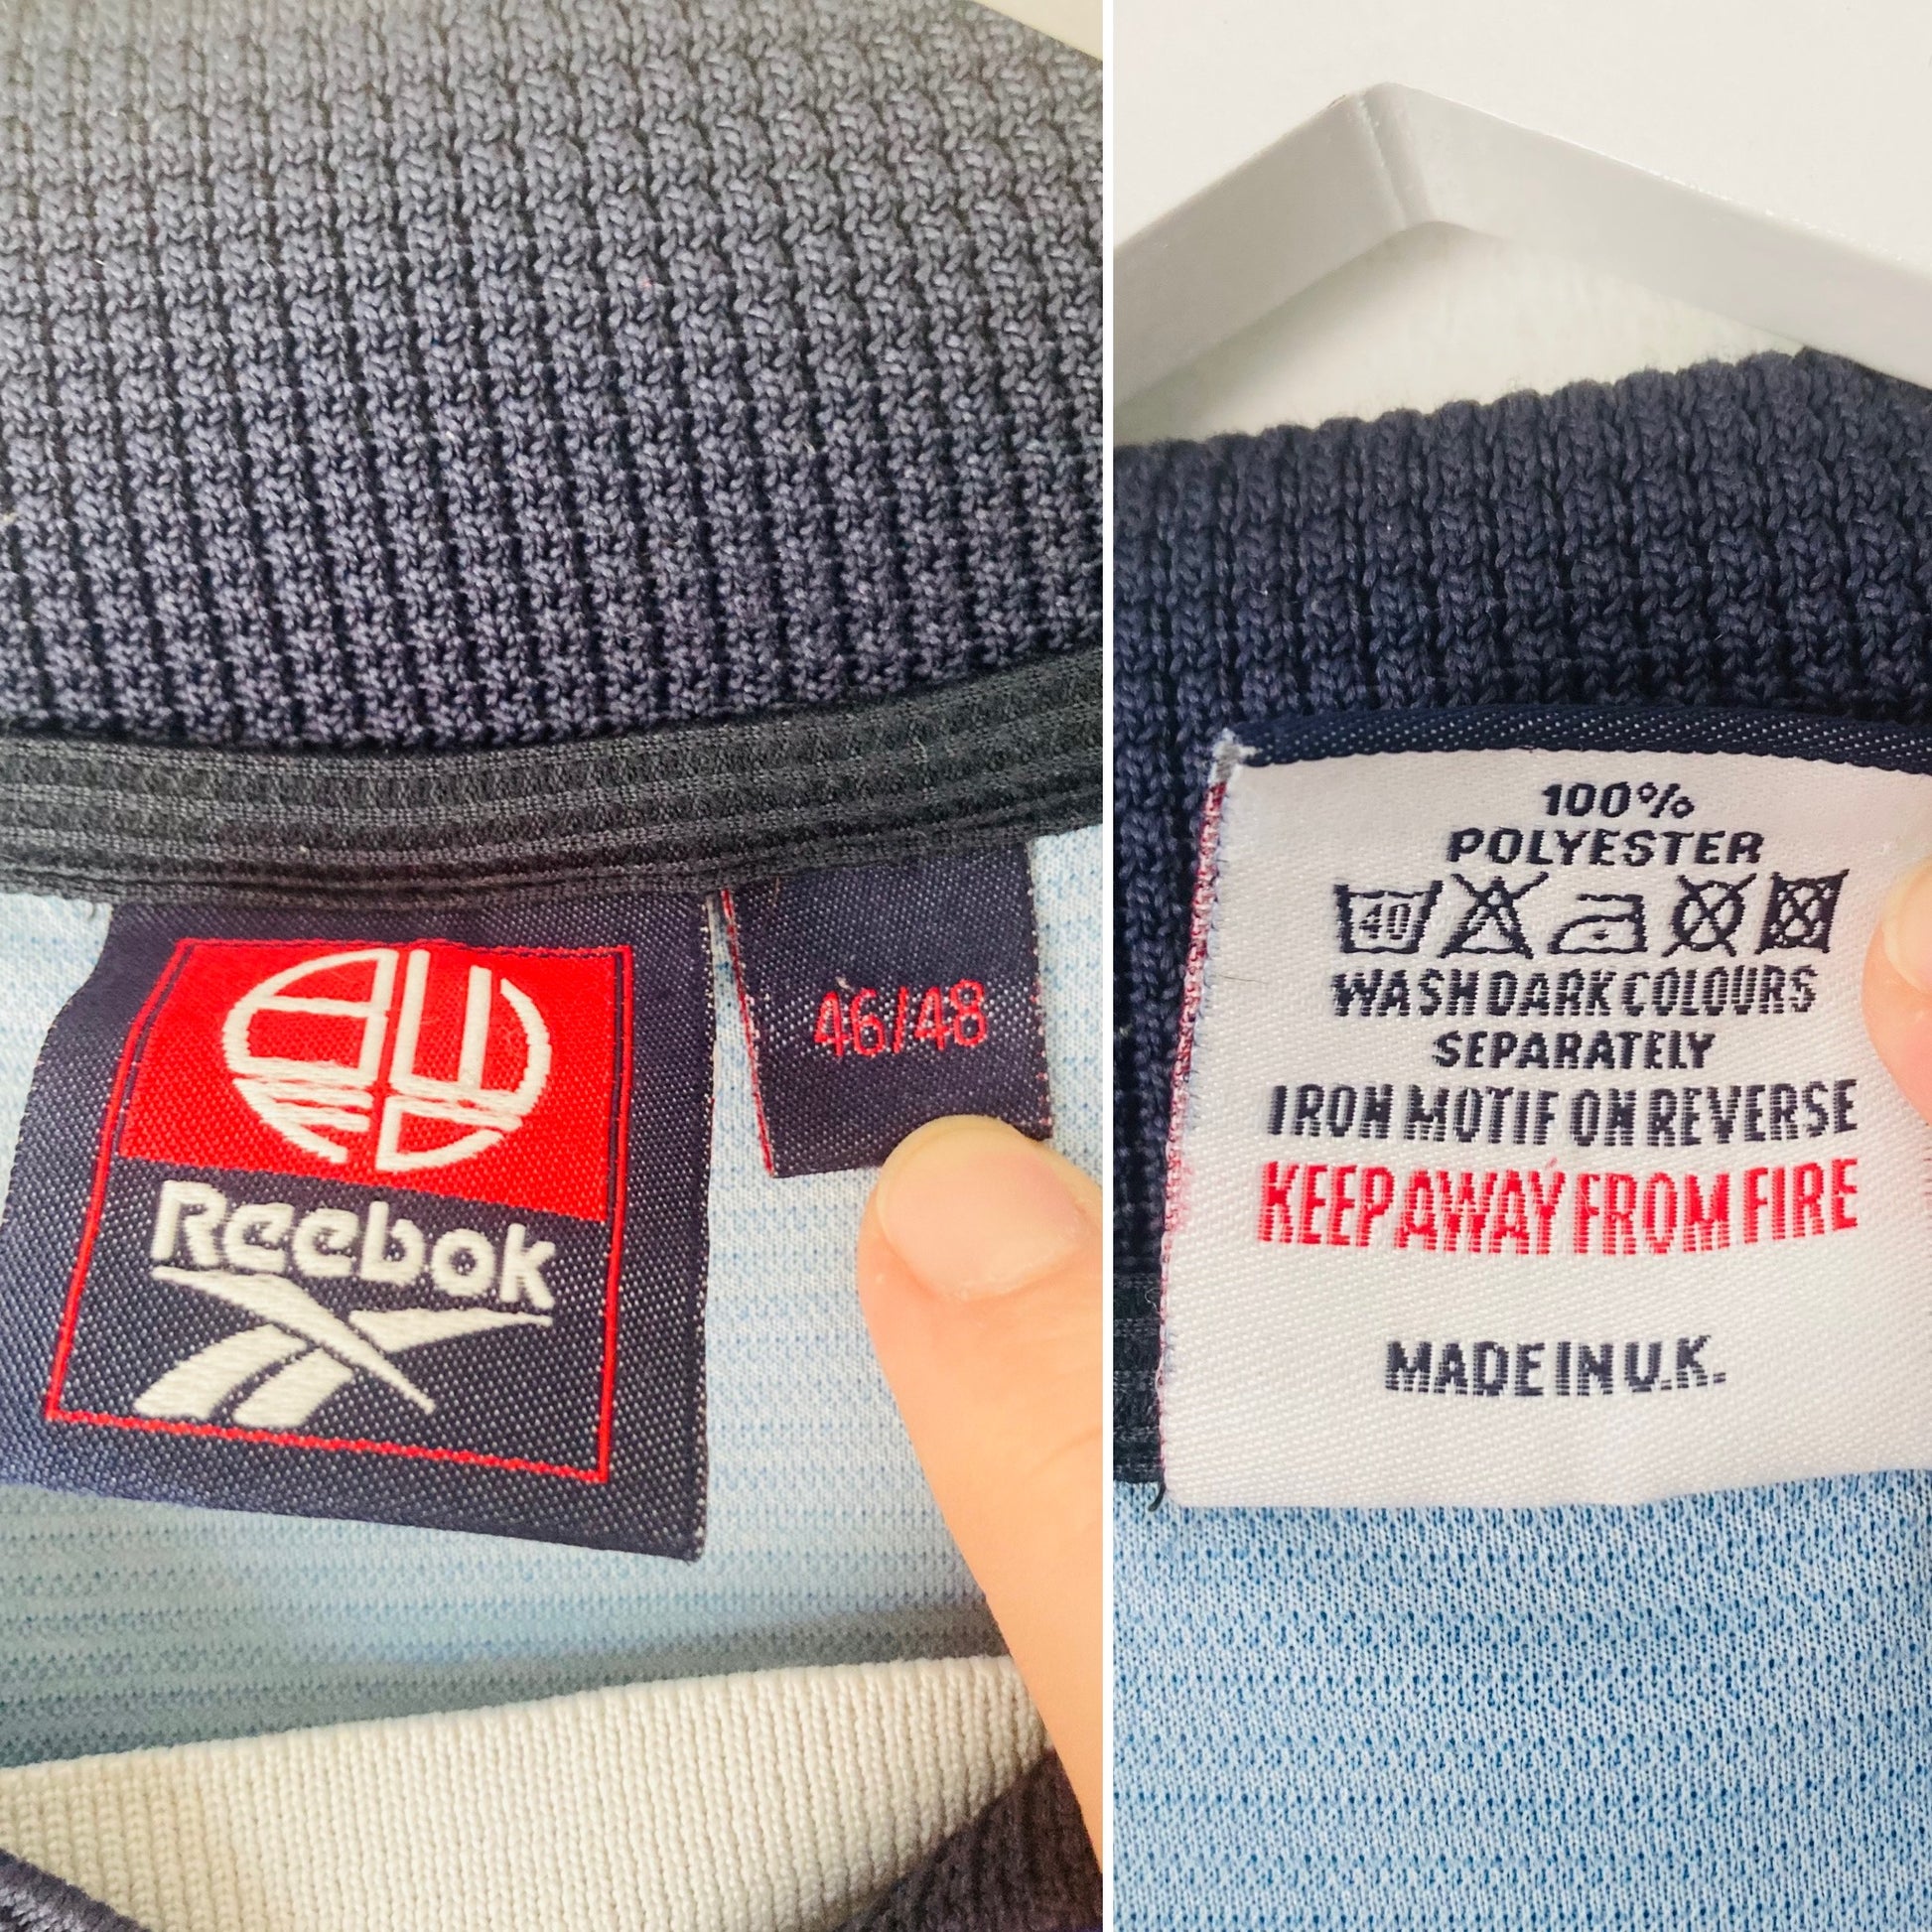 Reebok
46/48
100%
POLYESTER
40
WASH DARK COLOURS
SEPARATELY
IRON MOTIF ON REVERSE
KEEP AWAY FROM FIRE
MADE IN U.K.